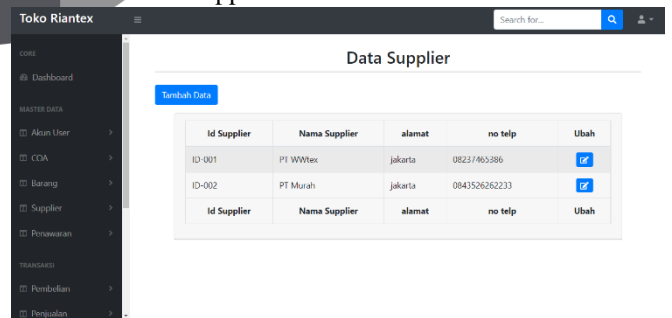 Toko Riantex
Search for...
CORE
Dashboard
MASTER DATA
Akun User
COA
Barang
Supplier
Penawaran
TRANSAKSI
Pembelian
Penjualan
Data Supplier
Tambah Data
Id Supplier Nama Supplier alamat no telp Ubah
ID-001 PT WWtex jakarta 08237465386
ID-002 PT Murah jakarta 0843526262233
Id Supplier Nama Supplier alamat no telp Ubah